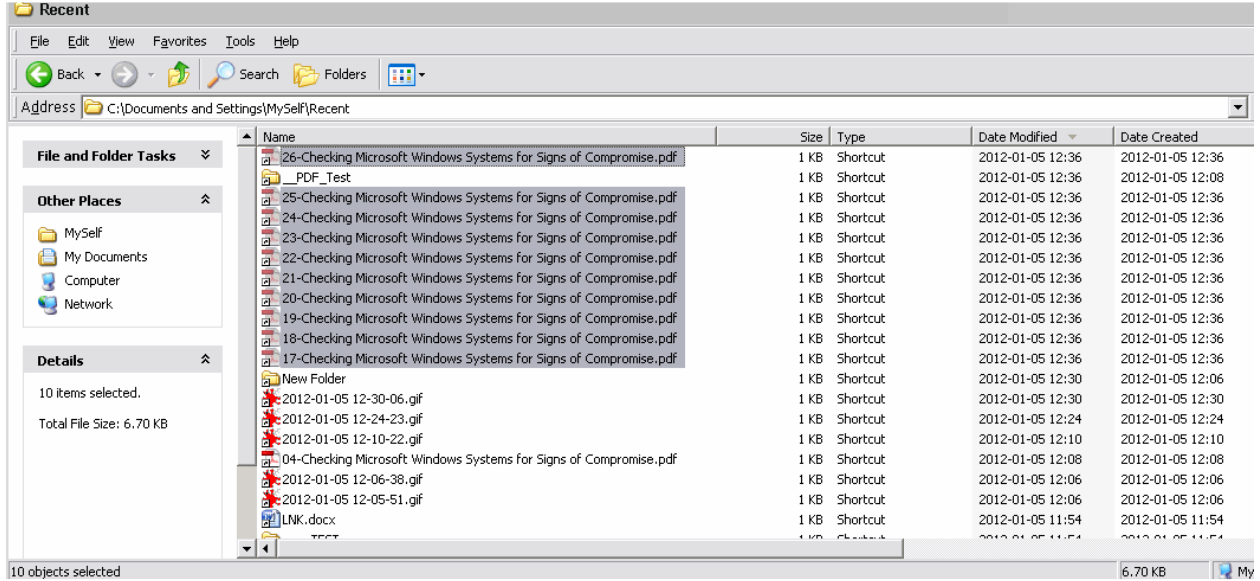 Recent
File Edit View Favorites Tools Help
Back Search Folders
Address C:\Documents and Settings\MySelf\Recent
Name Size Type Date Modified Date Created
File and Folder Tasks
Other Places
MySelf
My Documents
Computer
Network
Details
10 items selected.
Total File Size: 6.70 KB
26-Checking Microsoft Windows Systems for Signs of Compromise.pdf 1 KB Shortcut 2012-01-05 12:36 2012-01-05 12:36
__PDF_Test 1 KB Shortcut 2012-01-05 12:36 2012-01-05 12:08
25-Checking Microsoft Windows Systems for Signs of Compromise.pdf 1 KB Shortcut 2012-01-05 12:36 2012-01-05 12:36
24-Checking Microsoft Windows Systems for Signs of Compromise.pdf 1 KB Shortcut 2012-01-05 12:36 2012-01-05 12:36
23-Checking Microsoft Windows Systems for Signs of Compromise.pdf 1 KB Shortcut 2012-01-05 12:36 2012-01-05 12:36
22-Checking Microsoft Windows Systems for Signs of Compromise.pdf 1 KB Shortcut 2012-01-05 12:36 2012-01-05 12:36
21-Checking Microsoft Windows Systems for Signs of Compromise.pdf 1 KB Shortcut 2012-01-05 12:36 2012-01-05 12:36
20-Checking Microsoft Windows Systems for Signs of Compromise.pdf 1 KB Shortcut 2012-01-05 12:36 2012-01-05 12:36
19-Checking Microsoft Windows Systems for Signs of Compromise.pdf 1 KB Shortcut 2012-01-05 12:36 2012-01-05 12:36
18-Checking Microsoft Windows Systems for Signs of Compromise.pdf 1 KB Shortcut 2012-01-05 12:36 2012-01-05 12:36
17-Checking Microsoft Windows Systems for Signs of Compromise.pdf 1 KB Shortcut 2012-01-05 12:36 2012-01-05 12:36
New Folder 1 KB Shortcut 2012-01-05 12:30 2012-01-05 12:06
2012-01-05 12-30-06.gif 1 KB Shortcut 2012-01-05 12:30 2012-01-05 12:30
2012-01-05 12-24-23.gif 1 KB Shortcut 2012-01-05 12:24 2012-01-05 12:24
2012-01-05 12-10-22.gif 1 KB Shortcut 2012-01-05 12:10 2012-01-05 12:10
04-Checking Microsoft Windows Systems for Signs of Compromise.pdf 1 KB Shortcut 2012-01-05 12:08 2012-01-05 12:08
2012-01-05 12-06-38.gif 1 KB Shortcut 2012-01-05 12:06 2012-01-05 12:06
2012-01-05 12-05-51.gif 1 KB Shortcut 2012-01-05 12:06 2012-01-05 12:06
LNK.docx 1 KB Shortcut 2012-01-05 11:54 2012-01-05 11:54
10 objects selected 6.70 KB My